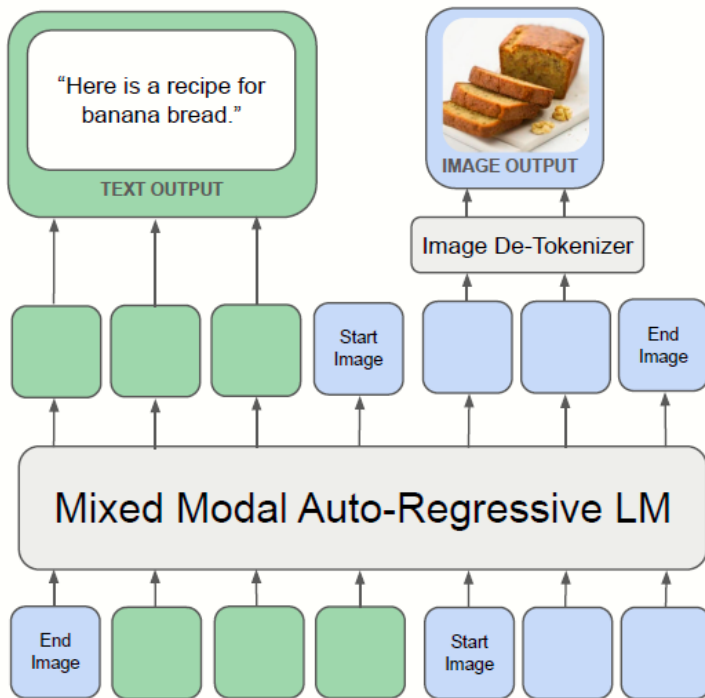 “Here is a recipe for
banana bread.”
TEXT OUTPUT
IMAGE OUTPUT
Image De-Tokenizer
Start
Image
End
Image
Mixed Modal Auto-Regressive LM
End
Image
Start
Image